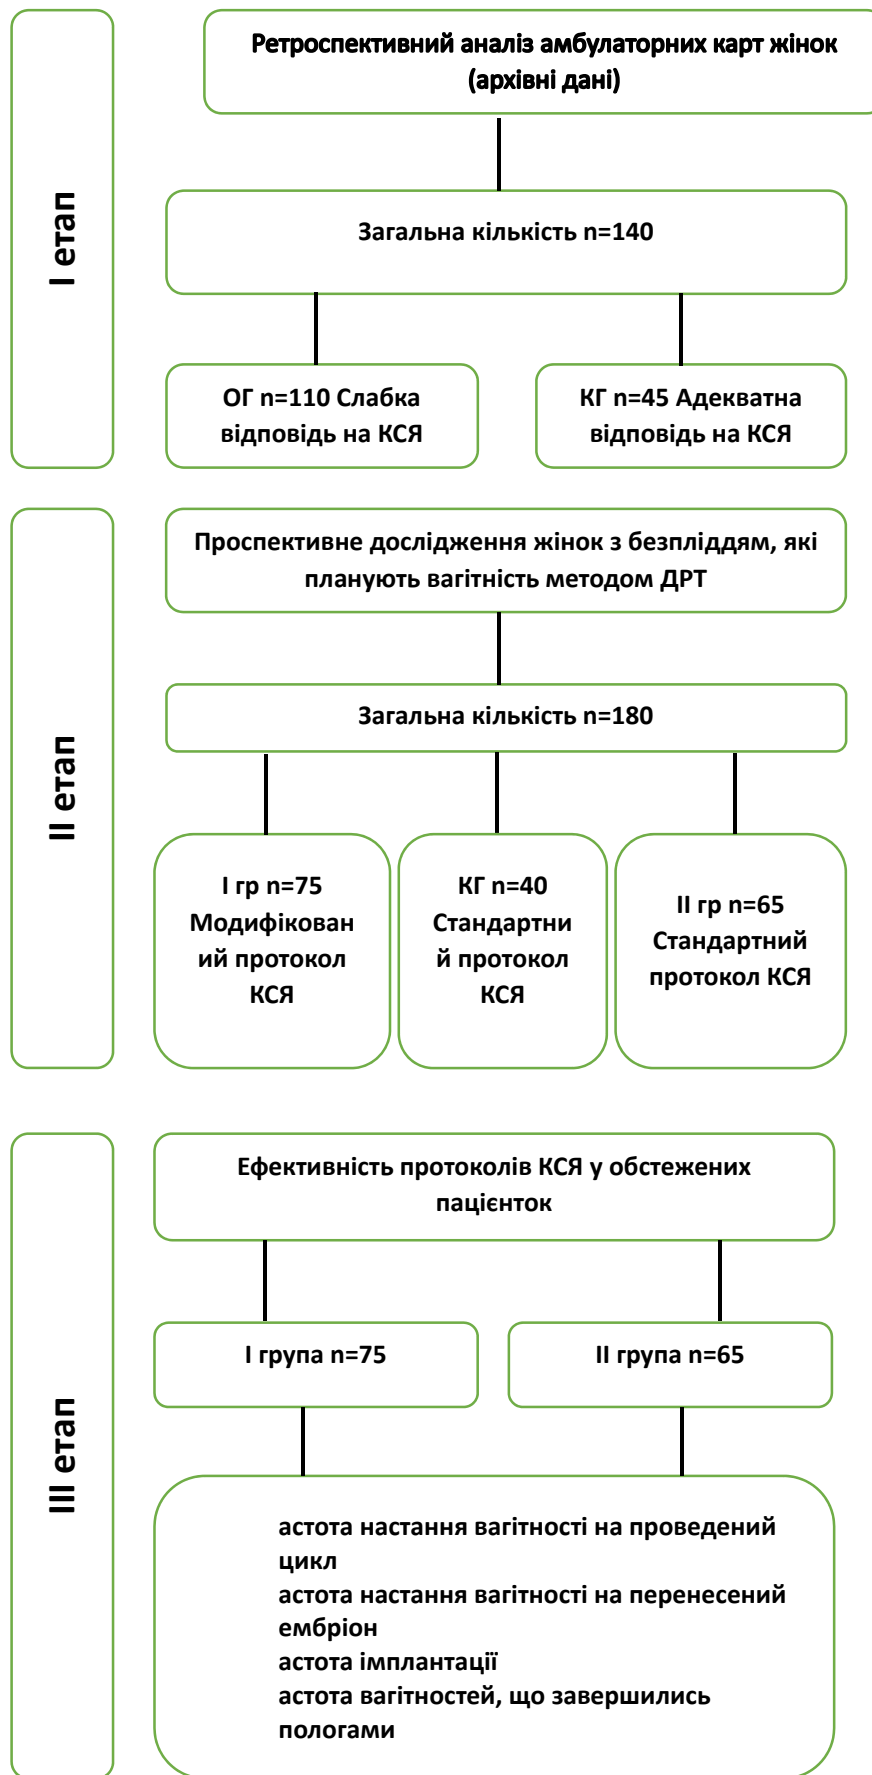 І етап
Ретроспективний аналіз амбулаторних карт жінок
(архівні дані)
Загальна кількість n=140
ОГ n=110 Слабка
відповідь на КСЯ
КГ n=45 Адекватна
відповідь на КСЯ
ІІ етап
Проспективне дослідження жінок з безпліддям, які
планують вагітність методом ДРТ
Загальна кількість n=180
І гр n=75
Модифікован
ий протокол
КСЯ
КГ n=40
Стандартни
й протокол
КСЯ
ІІ гр n=65
Стандартний
протокол КСЯ
ІІІ етап
Ефективність протоколів КСЯ у обстежених
пацієнток
І група n=75
ІІ група n=65
астота настання вагітності на проведений
цикл
астота настання вагітності на перенесений
ембріон
астота імплантації
астота вагітностей, що завершились
пологами